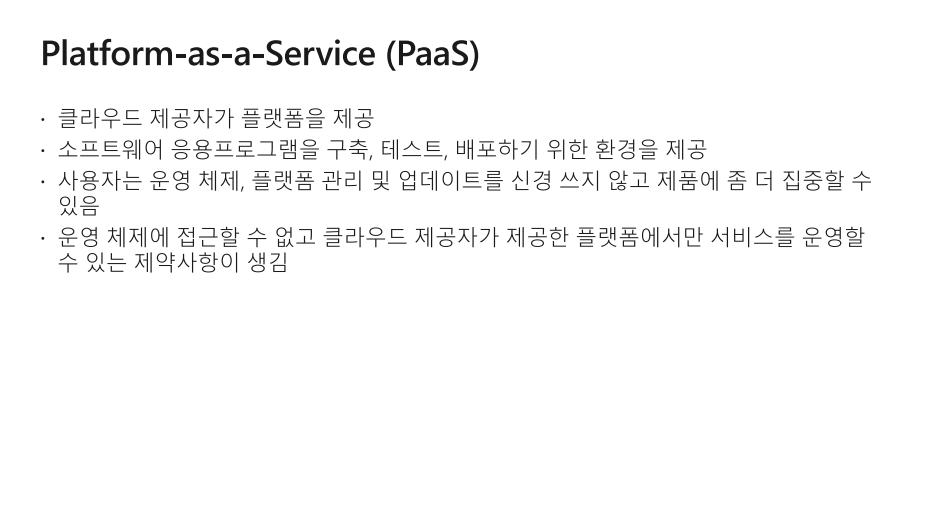 Platform-as-a-Service (PaaS)
• 클라우드 제공자가 플랫폼을 제공
• 소프트웨어 응용프로그램을 구축, 테스트, 배포하기 위한 환경을 제공
• 사용자는 운영 체제, 플랫폼 관리 및 업데이트를 신경 쓰지 않고 제품에 좀 더 집중할 수
있음
• 운영 체제에 접근할 수 없고 클라우드 제공자가 제공한 플랫폼에서만 서비스를 운영할
수 있는 제약사항이 생김